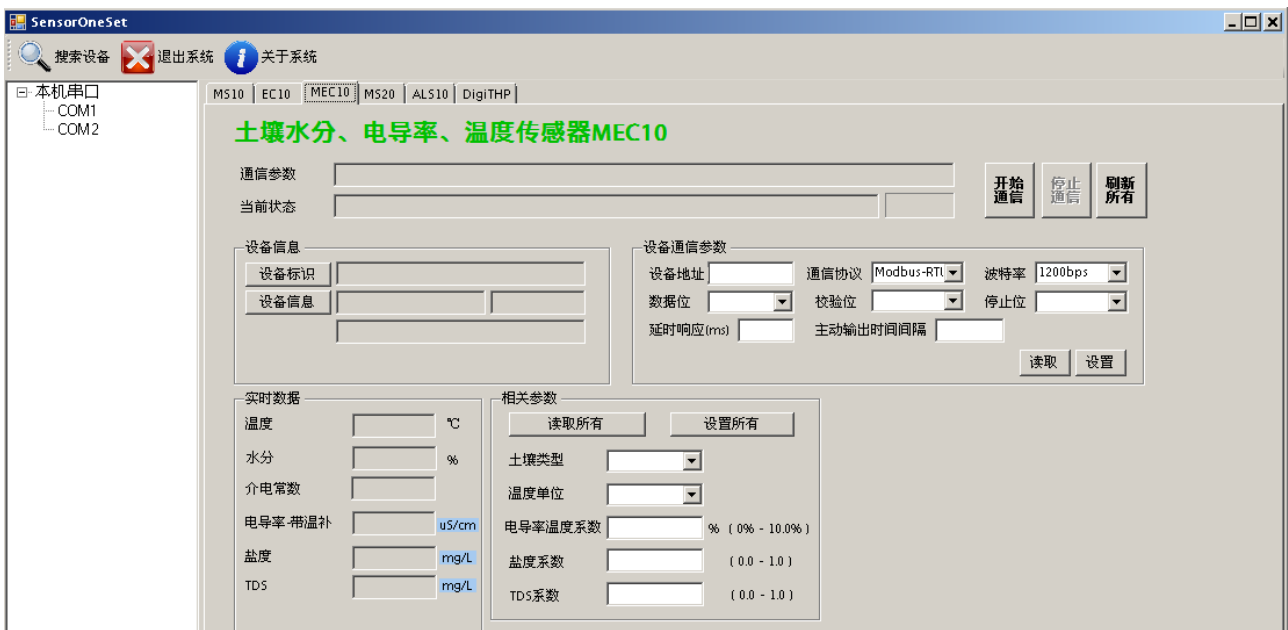 SensorOneSet
搜索设备 退出系统 关于系统
本机串口
COM1
COM2
MS10 EC10 MEC10 MS20 ALS10 DigiTHP
土壤水分、电导率、温度传感器MEC10
通信参数
当前状态
开始通信 停止通信 刷新所有
设备信息
设备标识
设备信息
设备通信参数
设备地址 通信协议 Modbus-RTU 波特率 1200bps
数据位 校验位 停止位
延时响应(ms) 主动输出时间间隔
读取 设置
实时数据
温度 ℃
水分 %
介电常数
电导率-带温补 uS/cm
盐度 mg/L
TDS mg/L
相关参数
读取所有 设置所有
土壤类型
温度单位
电导率温度系数 % ( 0% - 10.0% )
盐度系数 ( 0.0 - 1.0 )
TDS系数 ( 0.0 - 1.0 )